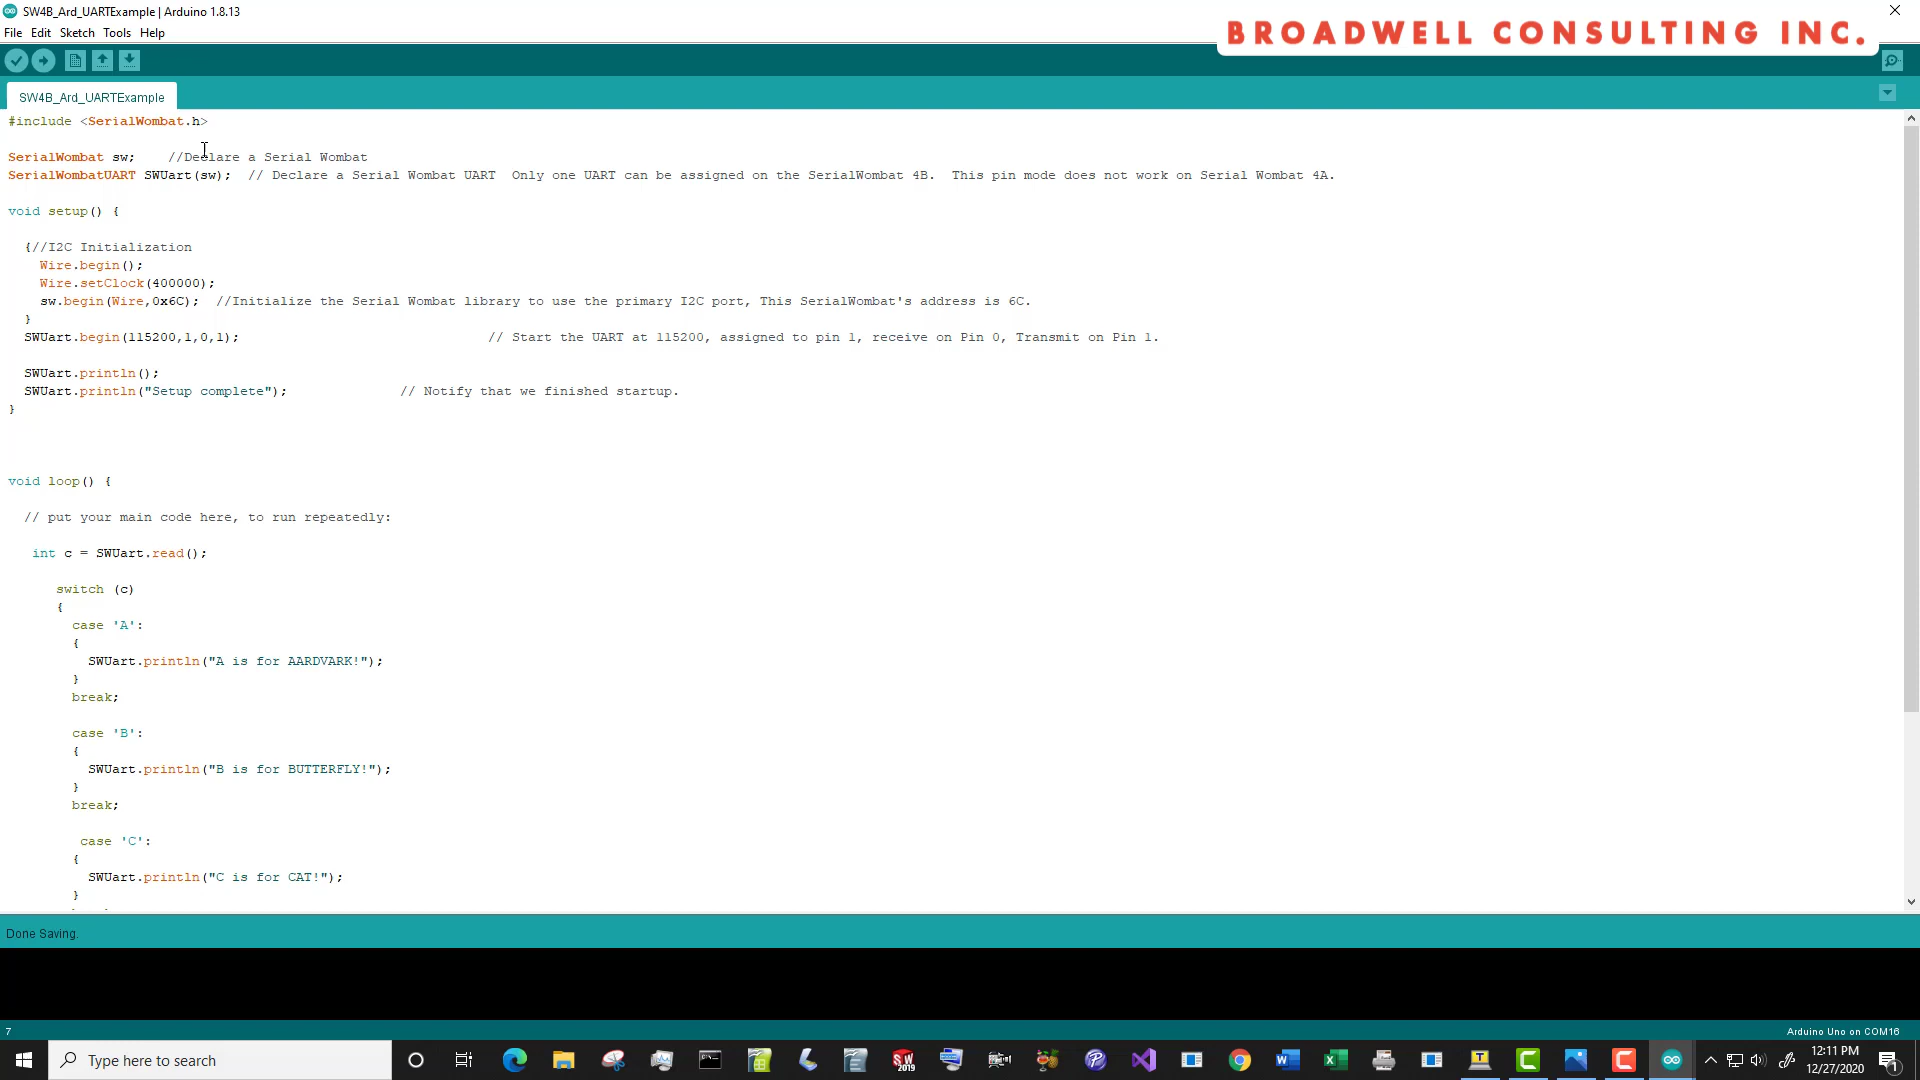 SW4B_Ard_UARTExample | Arduino 1.8.13
BROADWELL CONSULTING INC.
File Edit Sketch Tools Help
SW4B_Ard_UARTExample
#include <SerialWombat.h>
SerialWombat sw; //Declare a Serial Wombat
SerialWombatUART SWUart(sw); // Declare a Serial Wombat UART Only one UART can be assigned on the SerialWombat 4B. This pin mode does not work on Serial Wombat 4A.
void setup() {
{//I2C Initialization
Wire.begin();
Wire.setClock(400000);
sw.begin(Wire,0x6C); //Initialize the Serial Wombat library to use the primary I2C port, This SerialWombat's address is 6C.
}
SWUart.begin(115200,1,0,1); // Start the UART at 115200, assigned to pin 1, receive on Pin 0, Transmit on Pin 1.
SWUart.println();
SWUart.println("Setup complete"); // Notify that we finished startup.
}
void loop() {
// put your main code here, to run repeatedly:
int c = SWUart.read();
switch (c)
{
case 'A':
{
SWUart.println("A is for AARDVARK!");
}
break;
case 'B':
{
SWUart.println("B is for BUTTERFLY!");
}
break;
case 'C':
{
SWUart.println("C is for CAT!");
}
Done Saving.
7
Arduino Uno on COM16
Type here to search
SW
2019
12:11 PM
12/27/2020
1